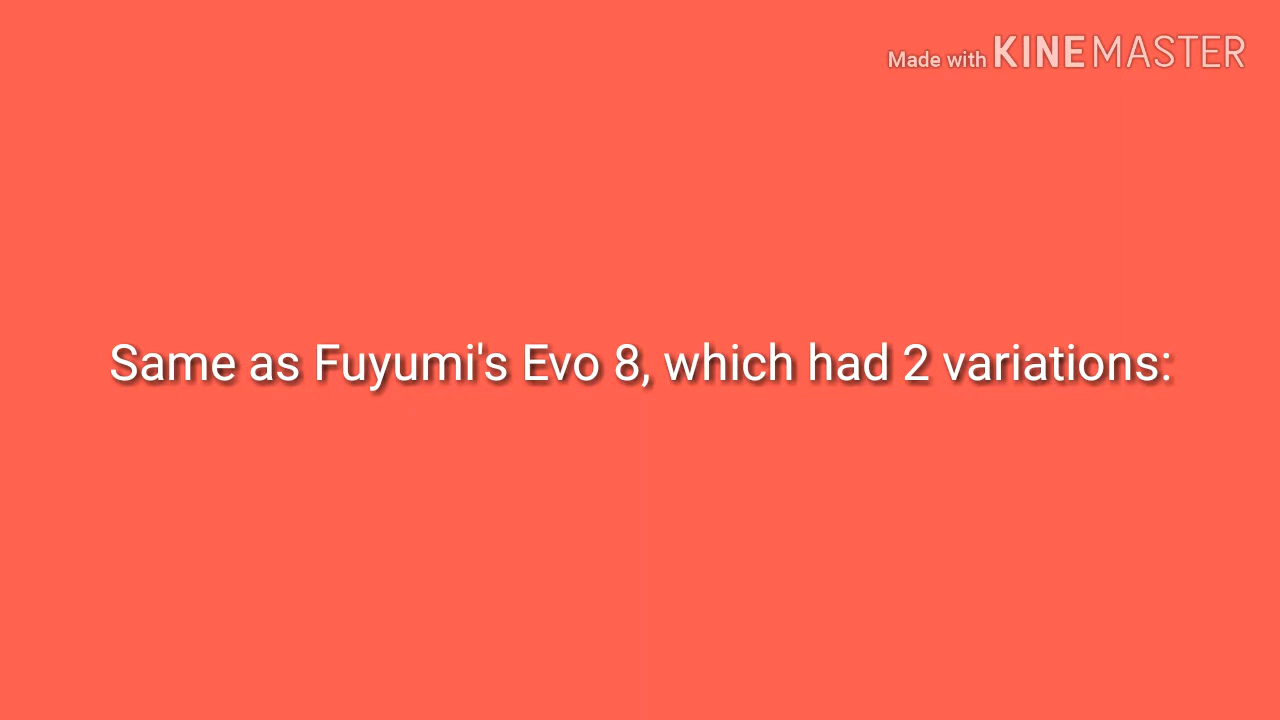 Made with KINEMASTER
Same as Fuyumi's Evo 8, which had 2 variations: